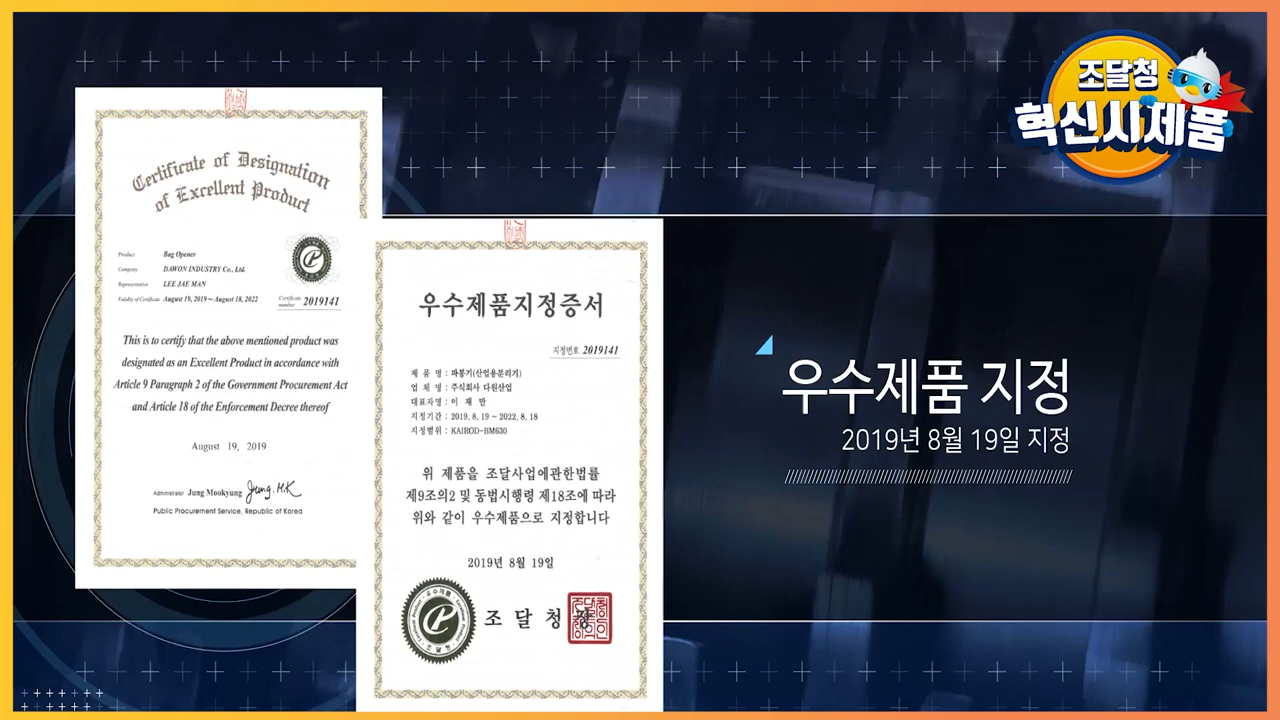 조달청
혁신시제품
Certificate of Designation
of Excellent Product
Product Bag Opener
Company DAWON INDUSTRY Co., Ltd.
Representative LEE JAE MAN
Validity of Certificate August 19, 2019 ~ August 18, 2022
Certificate number 2019141
This is to certify that the above mentioned product was
designated as an Excellent Product in accordance with
Article 9 Paragraph 2 of the Government Procurement Act
and Article 18 of the Enforcement Decree thereof
August 19, 2019
Administrator Jung Mookyung Jung. M.K
Public Procurement Service, Republic of Korea
우수제품지정증서
지정번호 2019141
제 품 명 : 파봉기(산업용분리기)
업 체 명 : 주식회사 다원산업
대표자명 : 이 재 만
지정기간 : 2019. 8. 19 ~ 2022. 8. 18
지정범위 : KAIROD-BM630
위 제품을 조달사업에관한법률
제9조의2 및 동법시행령 제18조에 따라
위와 같이 우수제품으로 지정합니다
2019년 8월 19일
조 달 청 장
우수제품 지정
2019년 8월 19일 지정